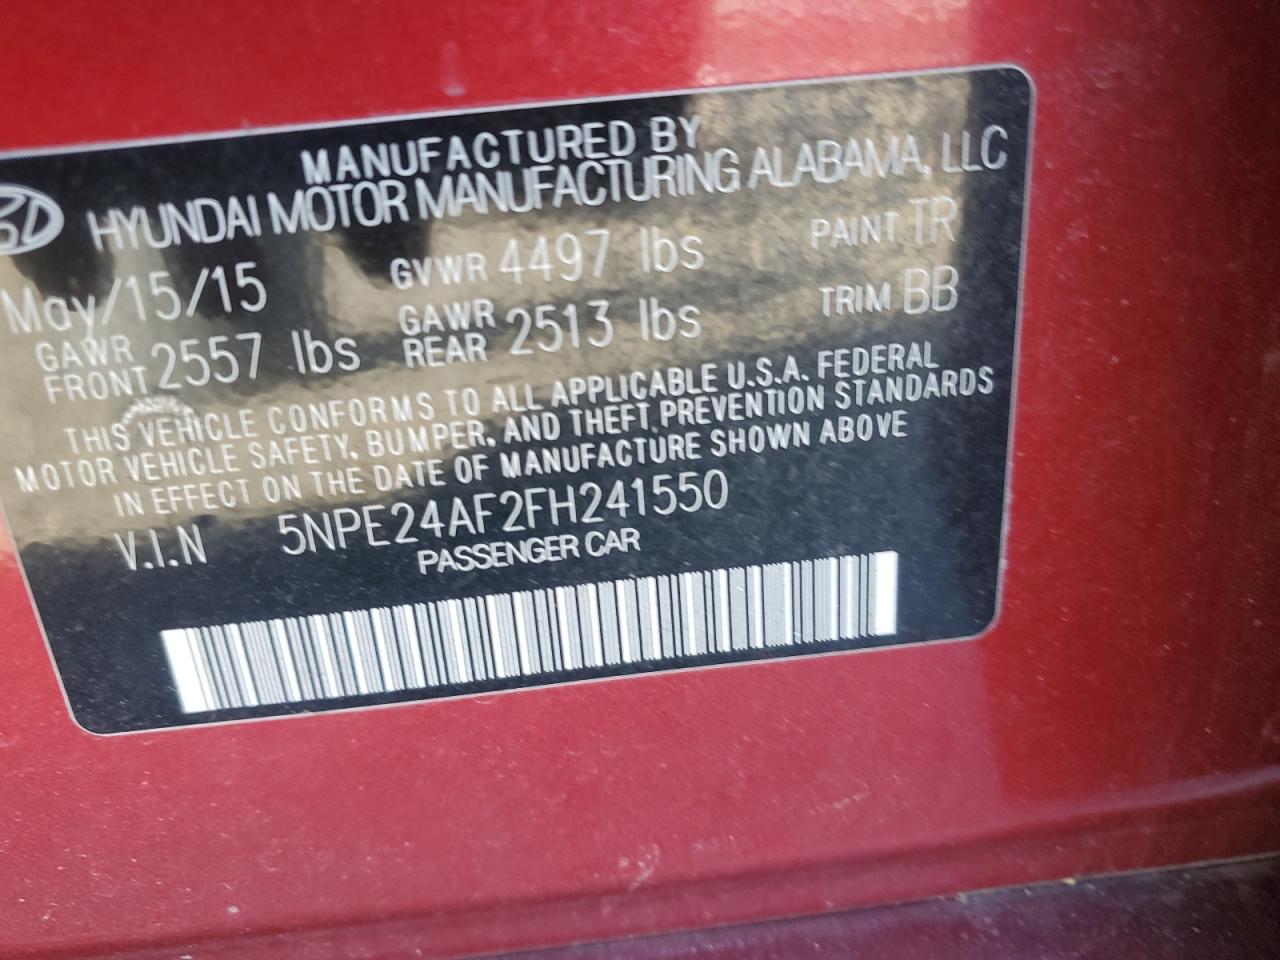 MANUFACTURED BY
HYUNDAI MOTOR MANUFACTURING ALABAMA, LLC
May/15/15 GVWR 4497 lbs PAINT TR
GAWR FRONT 2557 lbs GAWR REAR 2513 lbs TRIM BB
THIS VEHICLE CONFORMS TO ALL APPLICABLE U.S.A. FEDERAL
MOTOR VEHICLE SAFETY, BUMPER, AND THEFT PREVENTION STANDARDS
IN EFFECT ON THE DATE OF MANUFACTURE SHOWN ABOVE
V.I.N 5NPE24AF2FH241550
PASSENGER CAR